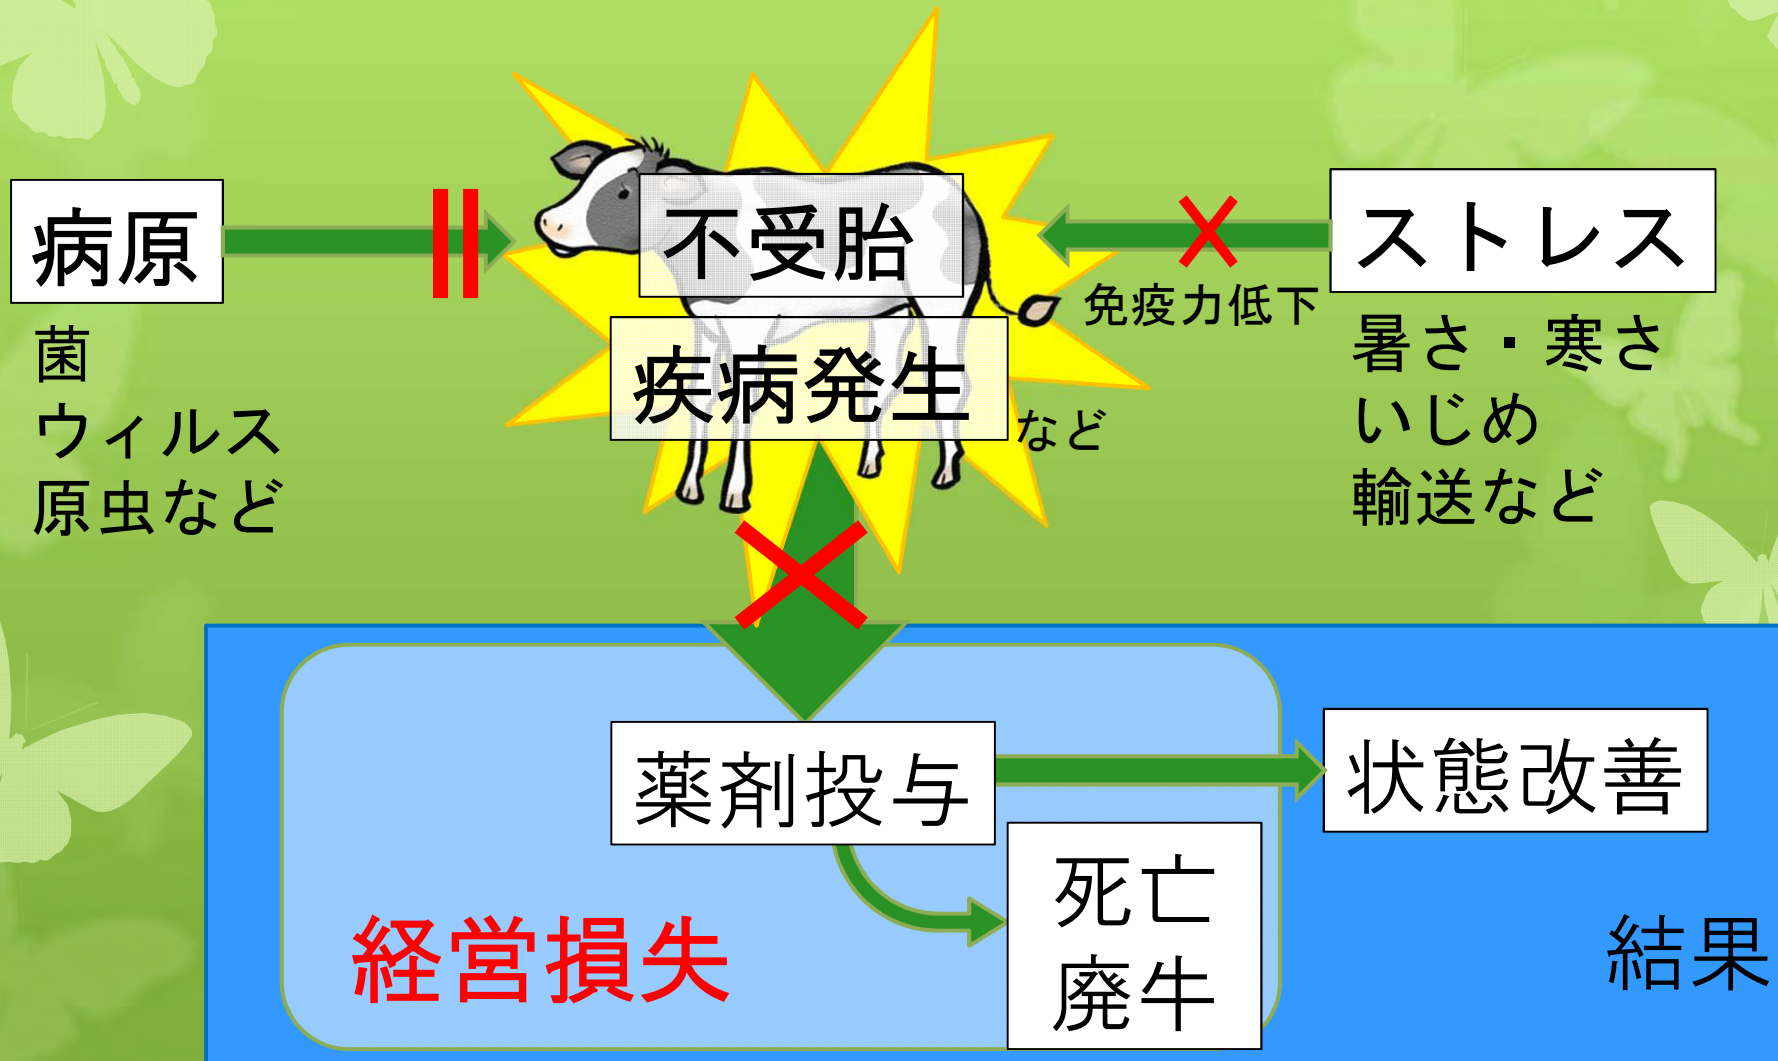 病原
菌
ウィルス
原虫など
不受胎
疾病発生
など
免疫力低下
ストレス
暑さ・寒さ
いじめ
輸送など
薬剤投与
状態改善
死亡
廃牛
経営損失
結果